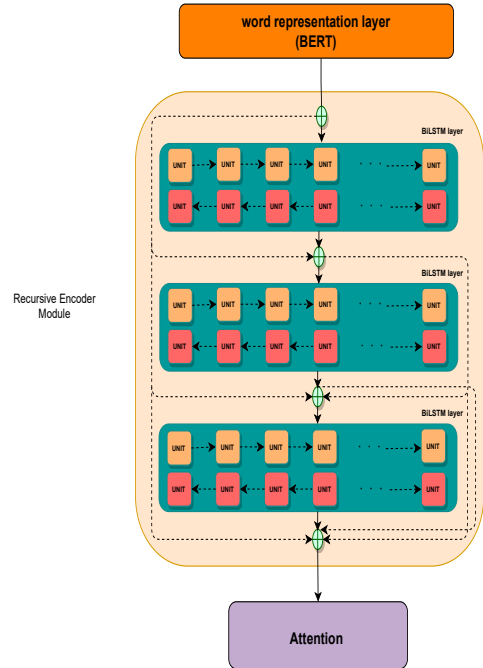 word representation layer
(BERT)
BiLSTM layer
UNIT UNIT UNIT UNIT · · · UNIT
UNIT UNIT UNIT UNIT · · · UNIT
BiLSTM layer
UNIT UNIT UNIT UNIT · · · UNIT
Recursive Encoder
Module
UNIT UNIT UNIT UNIT · · · UNIT
BiLSTM layer
UNIT UNIT UNIT UNIT · · · UNIT
UNIT UNIT UNIT UNIT · · · UNIT
Attention